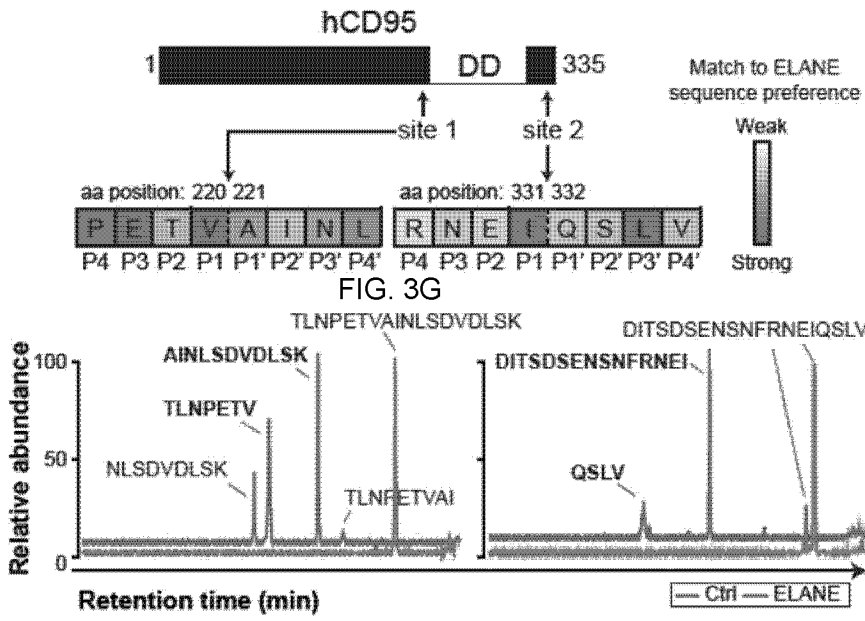 hCD95
1 DD 335
Match to ELANE
sequence preference
Weak
Strong
site 1 site 2
aa position: 220 221
aa position: 331 332
P E T V A I N L
R N E I Q S L V
P4 P3 P2 P1 P1' P2' P3' P4'
P4 P3 P2 P1 P1' P2' P3' P4'
FIG. 3G
TLNPETVAINLSDVDLSK
DITSDSENSNFRNEIQSLV
AINLSDVDLSK
DITSDSENSNFRNEI
TLNPETV
NLSDVDLSK
TLNPETVAI
QSLV
Relative abundance
100
50
0
Retention time (min)
Ctrl ELANE